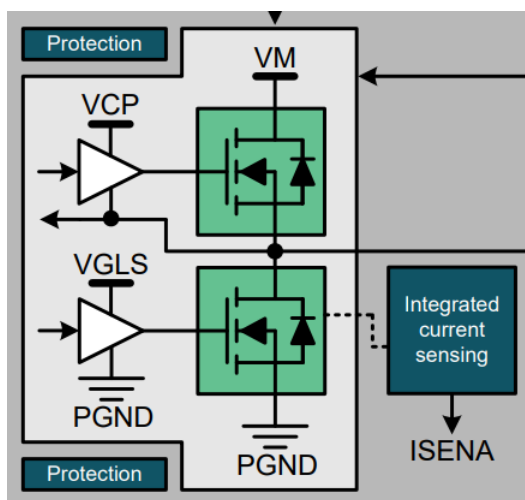 Protection
VM
VCP
VGLS
Integrated
current
sensing
PGND
PGND
ISENA
Protection